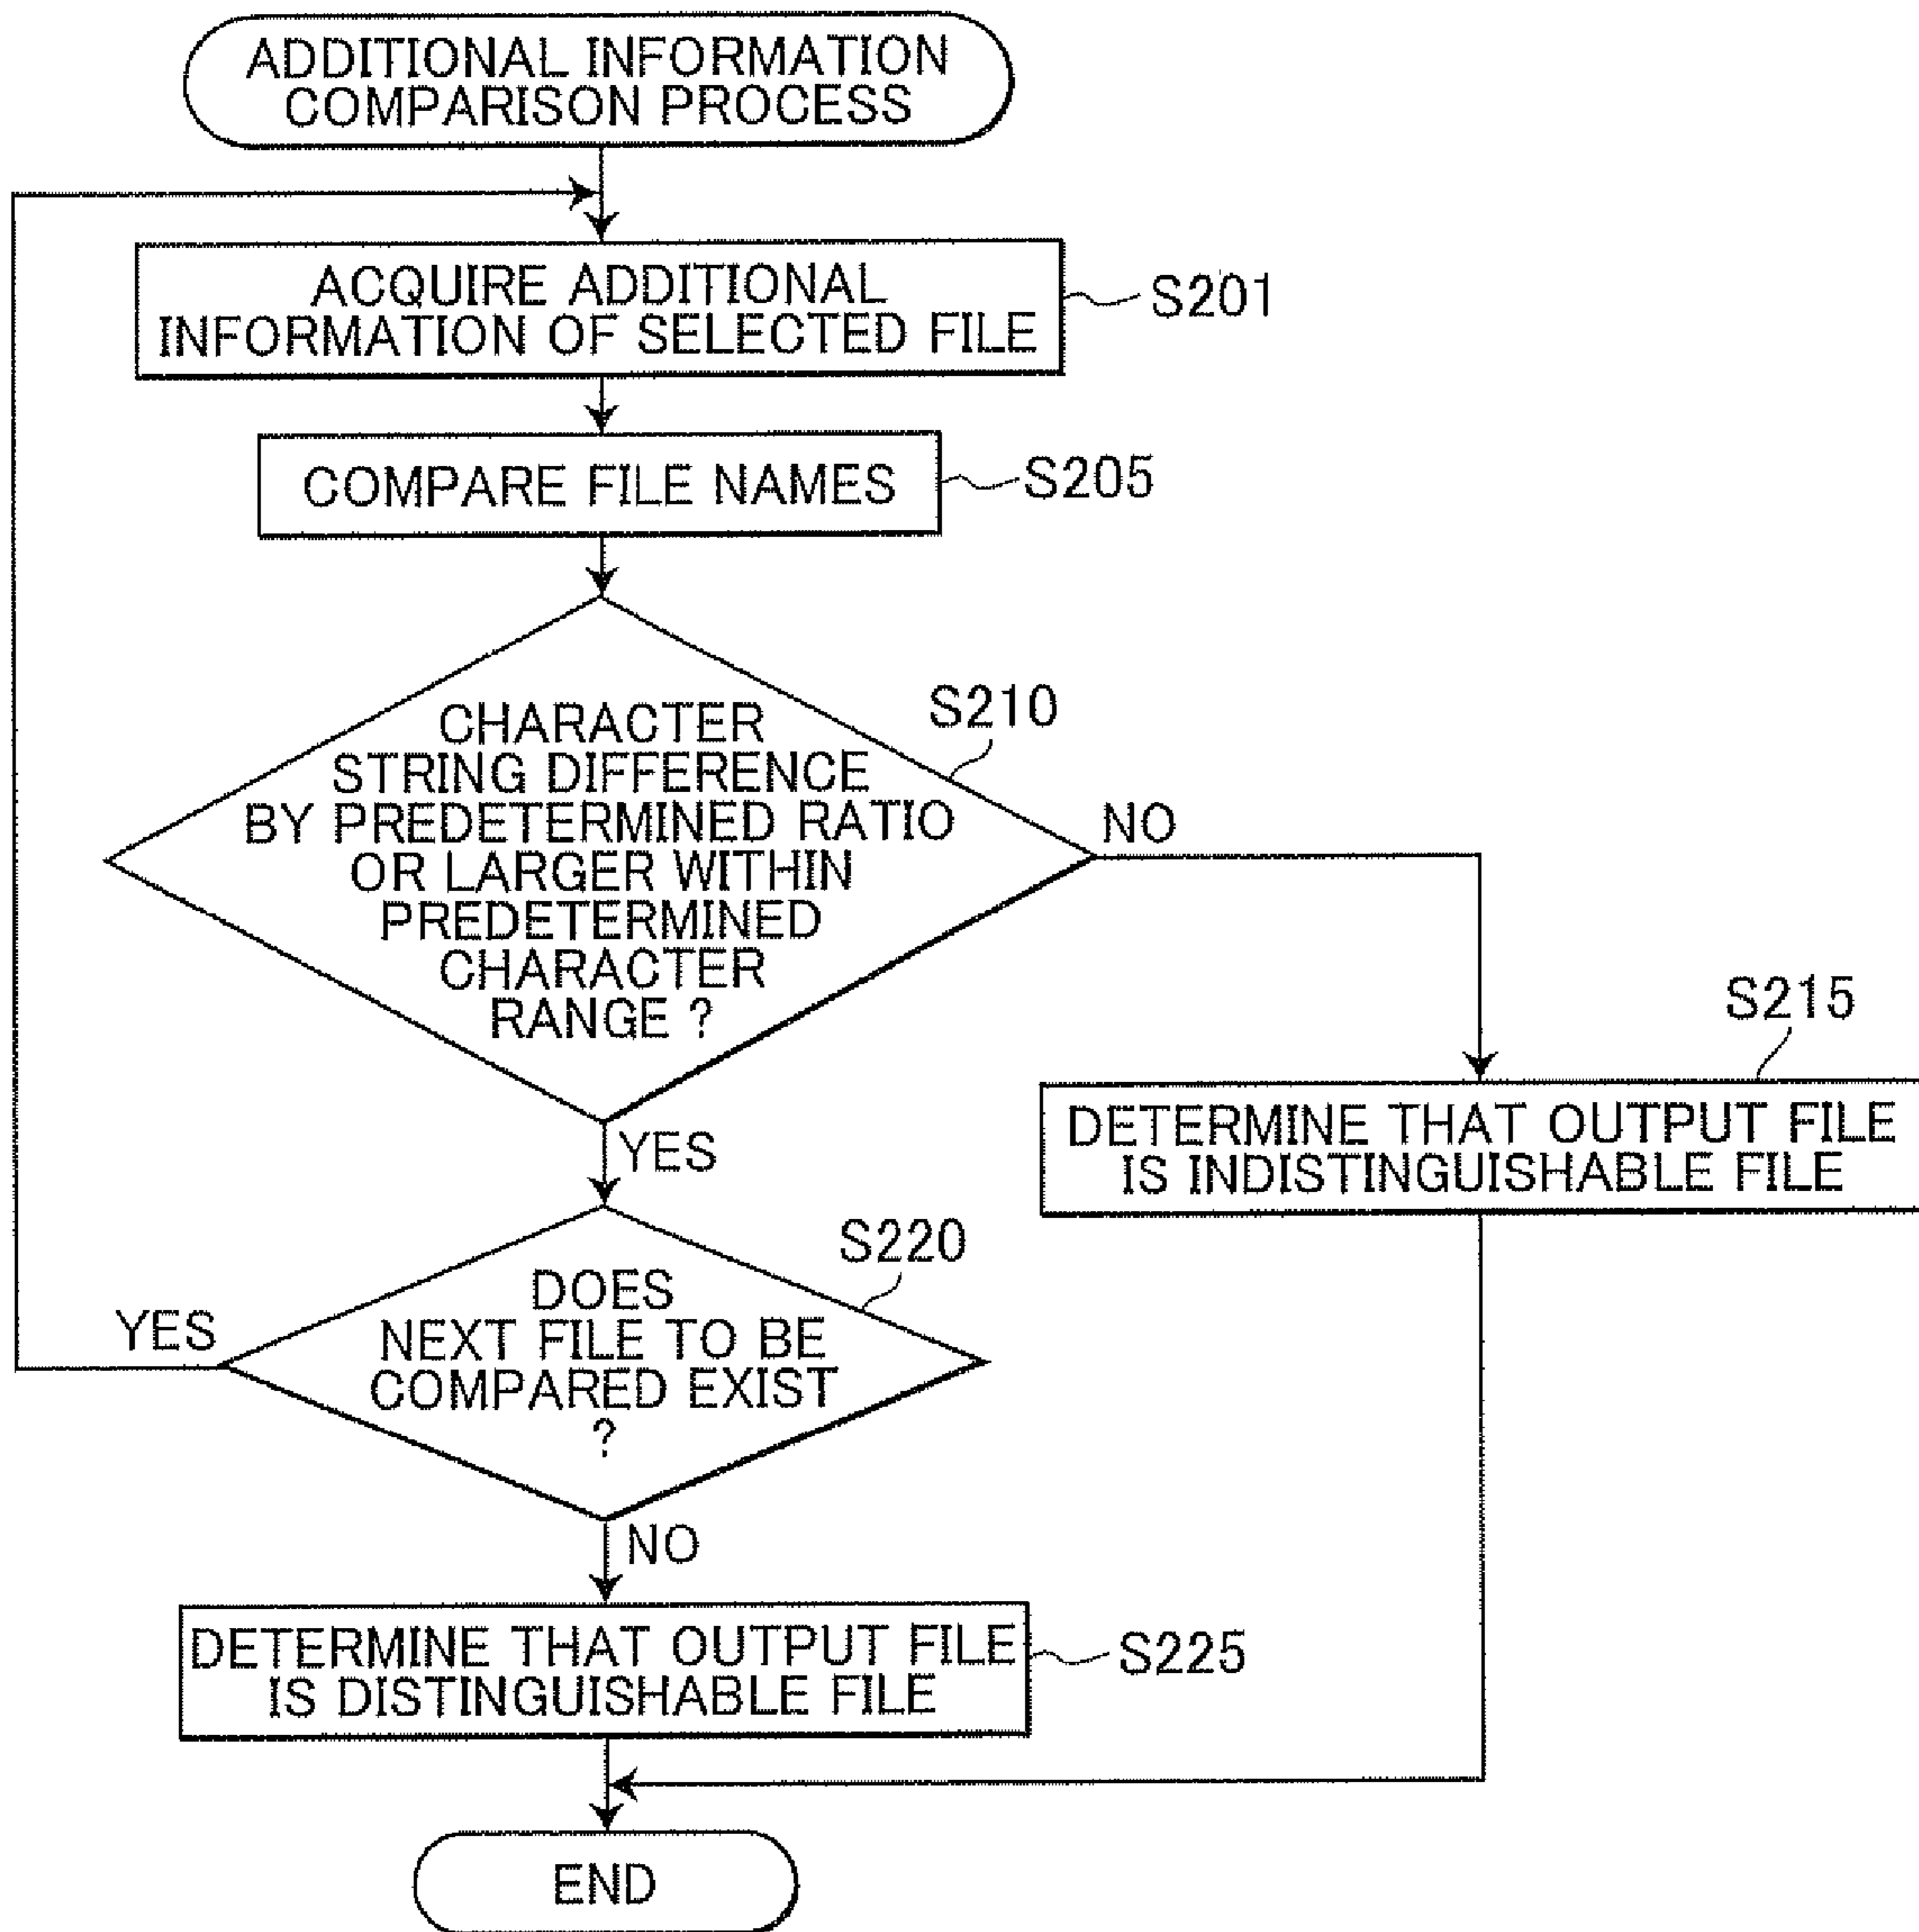 ADDITIONAL INFORMATION
COMPARISON PROCESS
ACQUIRE ADDITIONAL
INFORMATION OF SELECTED FILE
S201
COMPARE FILE NAMES
S205
CHARACTER
STRING DIFFERENCE
BY PREDETERMINED RATIO
OR LARGER WITHIN
PREDETERMINED
CHARACTER
RANGE ?
S210
NO
YES
S215
DETERMINE THAT OUTPUT FILE
IS INDISTINGUISHABLE FILE
DOES
NEXT FILE TO BE
COMPARED EXIST
?
S220
YES
NO
DETERMINE THAT OUTPUT FILE
IS DISTINGUISHABLE FILE
S225
END